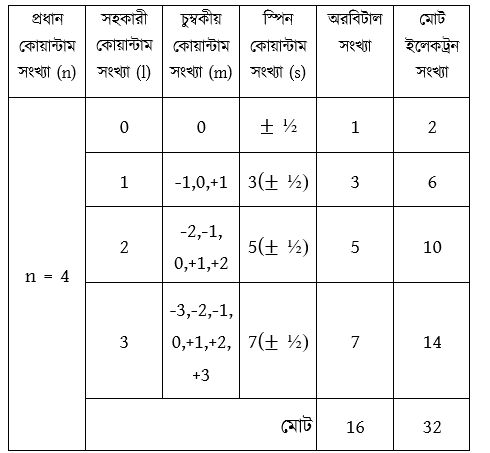 প্রধান কোয়ান্টাম সংখ্যা (n) সহকারী কোয়ান্টাম সংখ্যা (l) চুম্বকীয় কোয়ান্টাম সংখ্যা (m) স্পিন কোয়ান্টাম সংখ্যা (s) অরবিটাল সংখ্যা মোট ইলেকট্রন সংখ্যা
n = 4
0 0 ± ½ 1 2
1 -1,0,+1 3(± ½) 3 6
2 -2,-1, 0,+1,+2 5(± ½) 5 10
3 -3,-2,-1, 0,+1,+2, +3 7(± ½) 7 14
মোট 16 32